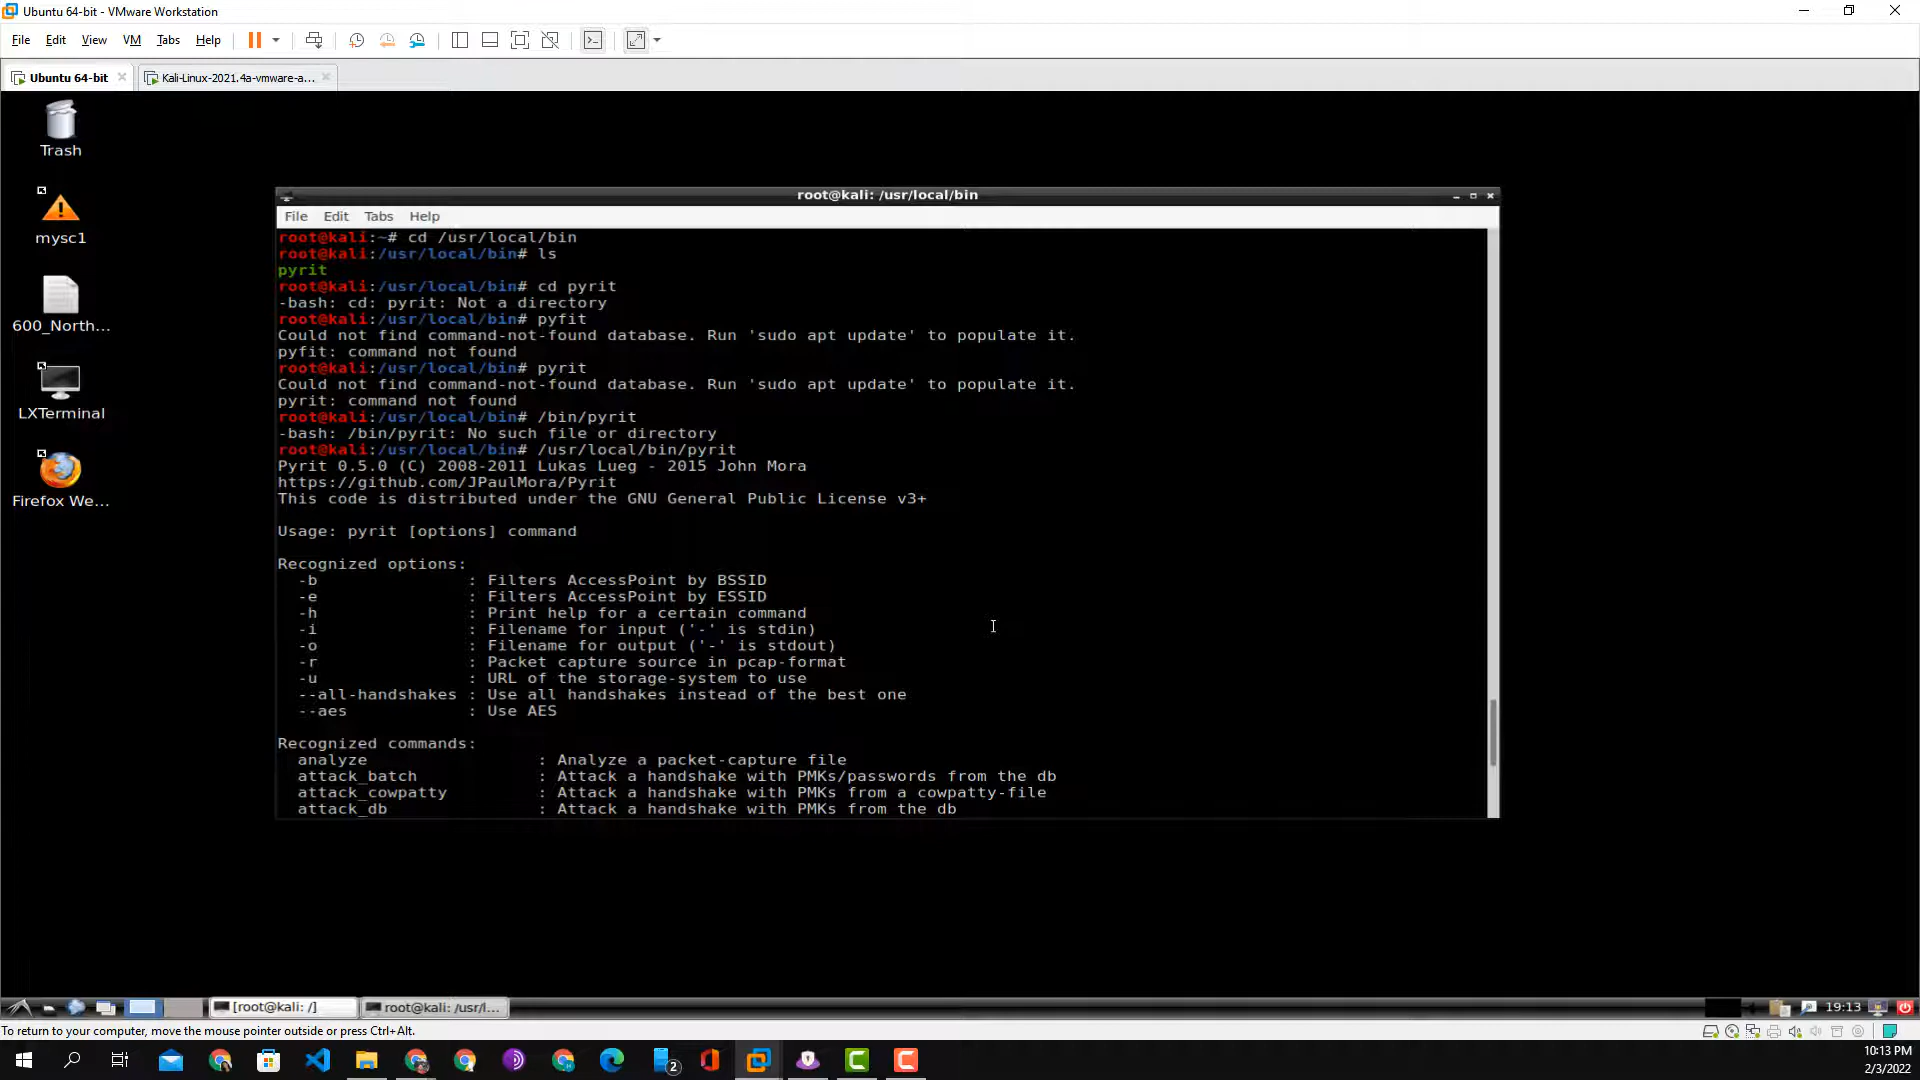 Ubuntu 64-bit - VMware Workstation
File Edit View VM Tabs Help
Ubuntu 64-bit
Kali-Linux-2021.4a-vmware-a...
Trash
mysc1
600_North...
LXTerminal
Firefox We...
root@kali: /usr/local/bin
File Edit Tabs Help
root@kali:~# cd /usr/local/bin
root@kali:/usr/local/bin# ls
pyrit
root@kali:/usr/local/bin# cd pyrit
-bash: cd: pyrit: Not a directory
root@kali:/usr/local/bin# pyfit
Could not find command-not-found database. Run 'sudo apt update' to populate it.
pyfit: command not found
root@kali:/usr/local/bin# pyrit
Could not find command-not-found database. Run 'sudo apt update' to populate it.
pyrit: command not found
root@kali:/usr/local/bin# /bin/pyrit
-bash: /bin/pyrit: No such file or directory
root@kali:/usr/local/bin# /usr/local/bin/pyrit
Pyrit 0.5.0 (C) 2008-2011 Lukas Lueg - 2015 John Mora
https://github.com/JPaulMora/Pyrit
This code is distributed under the GNU General Public License v3+
Usage: pyrit [options] command
Recognized options:
-b : Filters AccessPoint by BSSID
-e : Filters AccessPoint by ESSID
-h : Print help for a certain command
-i : Filename for input ('-' is stdin)
-o : Filename for output ('-' is stdout)
-r : Packet capture source in pcap-format
-u : URL of the storage-system to use
--all-handshakes : Use all handshakes instead of the best one
--aes : Use AES
Recognized commands:
analyze : Analyze a packet-capture file
attack_batch : Attack a handshake with PMKs/passwords from the db
attack_cowpatty : Attack a handshake with PMKs from a cowpatty-file
attack_db : Attack a handshake with PMKs from the db
[root@kali: /]
root@kali: /usr/l...
19:13
To return to your computer, move the mouse pointer outside or press Ctrl+Alt.
2
10:13 PM
2/3/2022